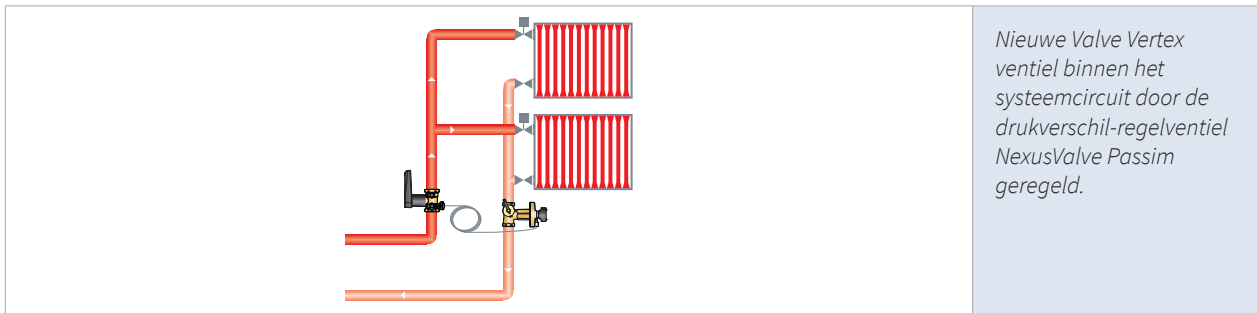 Nieuwe Valve Vertex
ventiel binnen het
systeemcircuit door de
drukverschil-regelventiel
NexusValve Passim
geregeld.